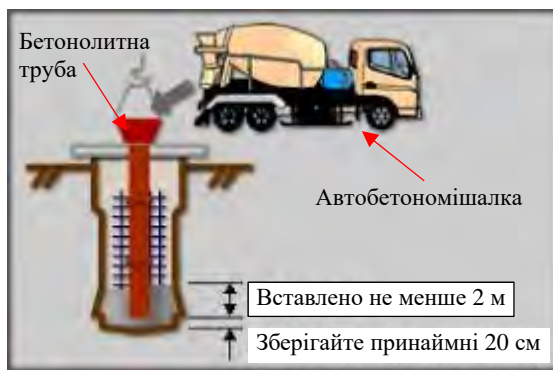 Бетонолитна
труба
Автобетономішалка
Вставлено не менше 2 м
Зберігайте принаймні 20 см